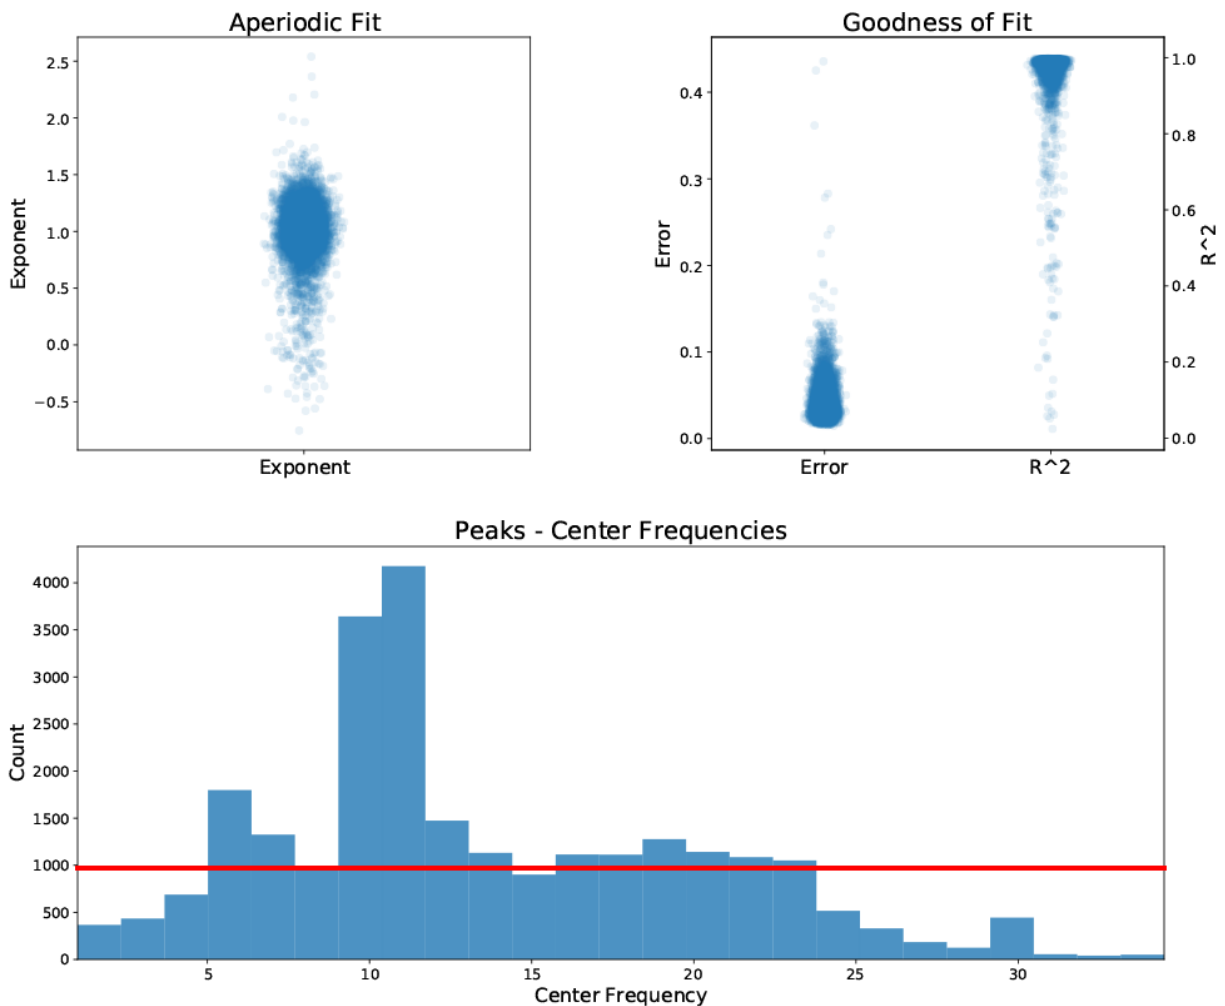 Aperiodic Fit
2.5
2.0
1.5
1.0
0.5
0.0
−0.5
Exponent
Exponent
Goodness of Fit
0.4
0.3
0.2
0.1
0.0
Error
1.0
0.8
0.6
0.4
0.2
0.0
R^2
Error R^2
Peaks - Center Frequencies
4000
3500
3000
2500
2000
1500
1000
500
0
Count
5 10 15 20 25 30
Center Frequency